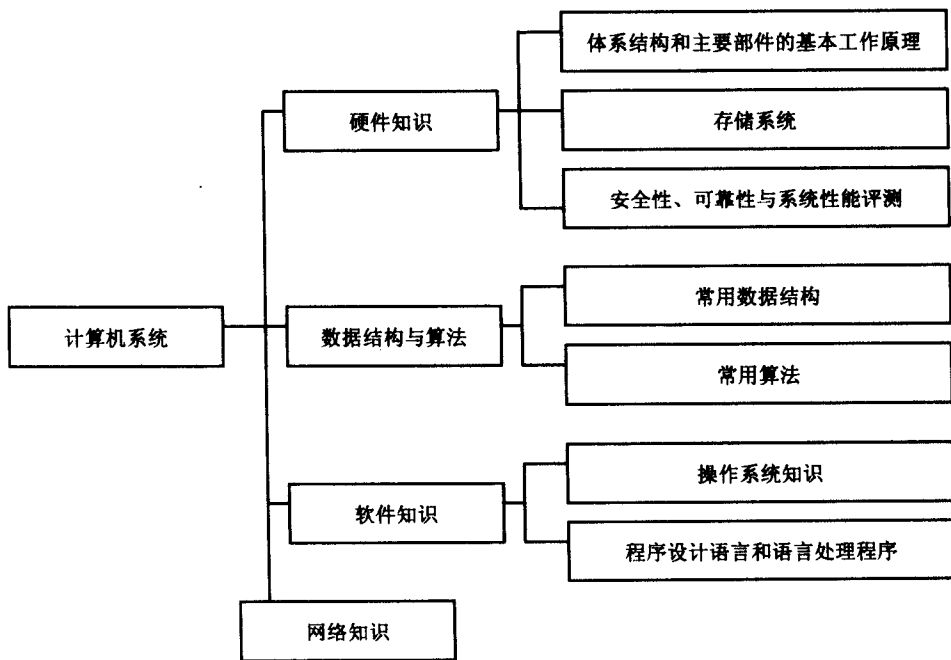 计算机系统
硬件知识
体系结构和主要部件的基本工作原理
存储系统
安全性、可靠性与系统性能评测
数据结构与算法
常用数据结构
常用算法
软件知识
操作系统知识
程序设计语言和语言处理程序
网络知识